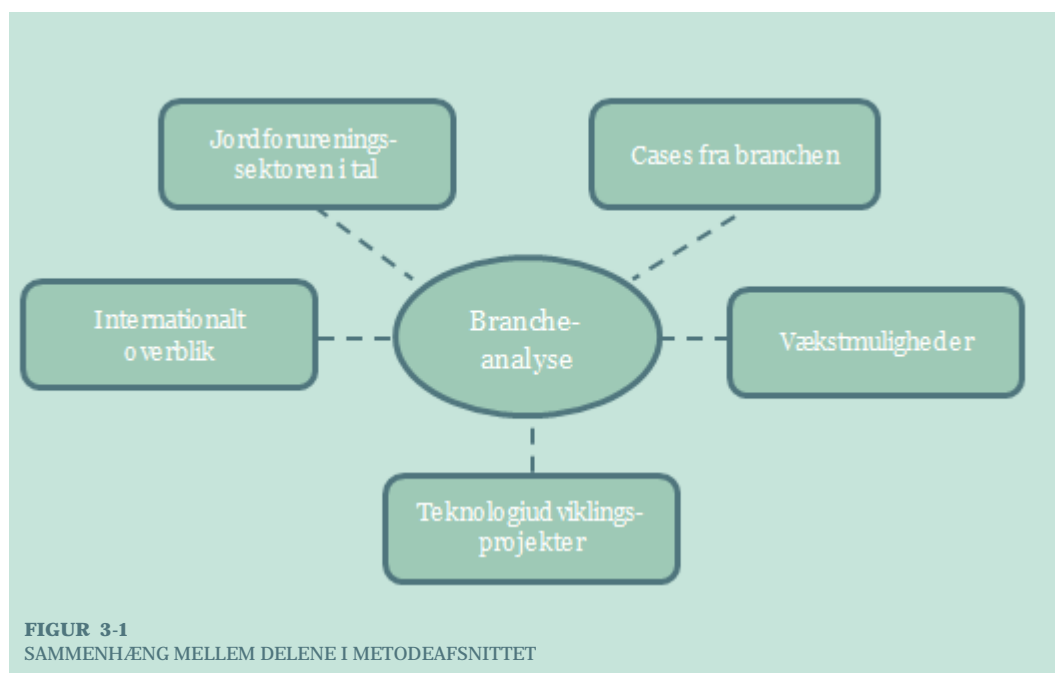 Jordforurenings-
sektoren i tal
Cases fra branchen
Internationalt
overblik
Branche-
analyse
Vækstmuligheder
Teknologiudviklings-
projekter
FIGUR 3-1
SAMMENHÆNG MELLEM DELENE I METODEAFSNITTET